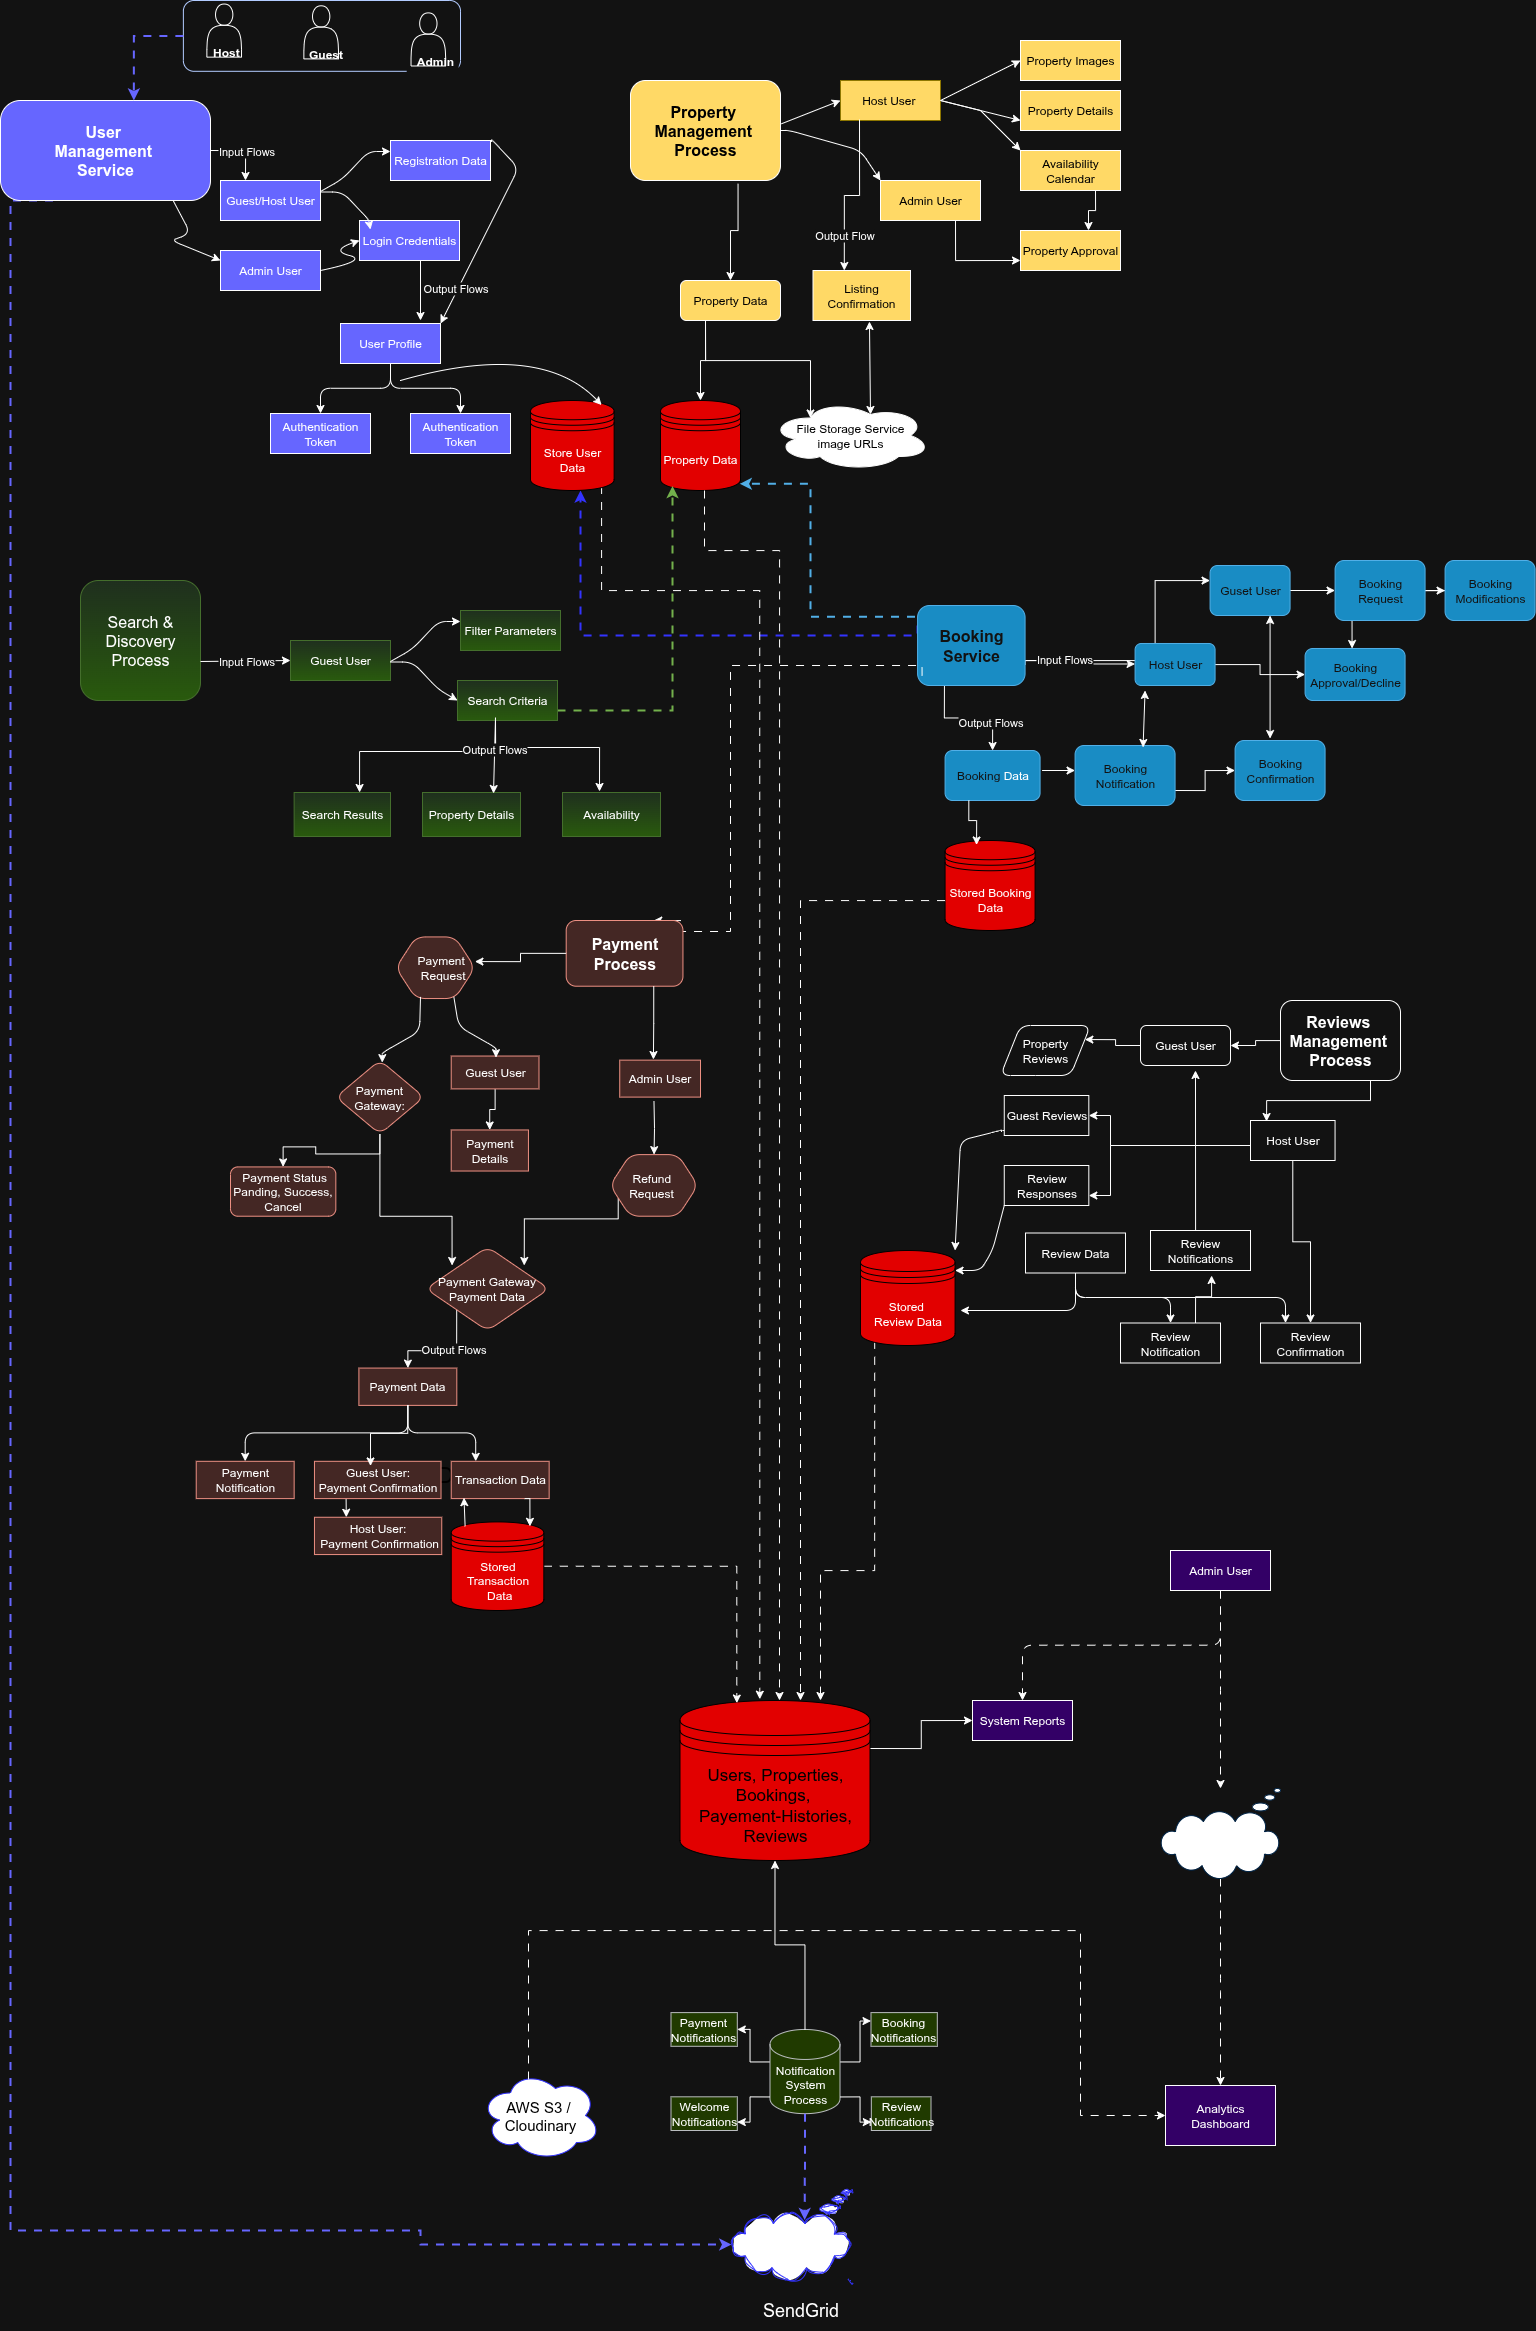 Host
Guest
Admin
User
Management
Service
Input Flows
Guest/Host User
Registration Data
Login Credentials
Admin User
Output Flows
User Profile
Authentication
Token
Authentication
Token
Store User
Data
Property
Management
Process
Host User
Property Images
Property Details
Availability
Calendar
Admin User
Property Approval
Output Flow
Property Data
Listing
Confirmation
Property Data
File Storage Service
image URLs
Search &
Discovery
Process
Input Flows
Guest User
Filter Parameters
Search Criteria
Output Flows
Search Results
Property Details
Availability
Booking
Service
Input Flows
Host User
Guset User
Booking
Request
Booking
Modifications
Booking
Approval/Decline
Output Flows
Booking Data
Booking
Notification
Booking
Confirmation
Stored Booking
Data
Payment
Process
Payment
Request
Guest User
Admin User
Payment
Gateway:
Payment
Details
Payment Status
Panding, Success,
Cancel
Refund
Request
Payment Gateway
Payment Data
Output Flows
Payment Data
Payment
Notification
Guest User:
Payment Confirmation
Transaction Data
Host User:
Payment Confirmation
Stored
Transaction
Data
Reviews
Management
Process
Guest User
Property
Reviews
Guest Reviews
Host User
Review
Responses
Review Data
Review
Notifications
Stored
Review Data
Review
Notification
Review
Confirmation
Admin User
System Reports
Users, Properties,
Bookings,
Payement-Histories,
Reviews
Payment
Notifications
Booking
Notifications
Notification
System
Process
Welcome
Notifications
Review
Notifications
AWS S3 /
Cloudinary
Analytics
Dashboard
SendGrid